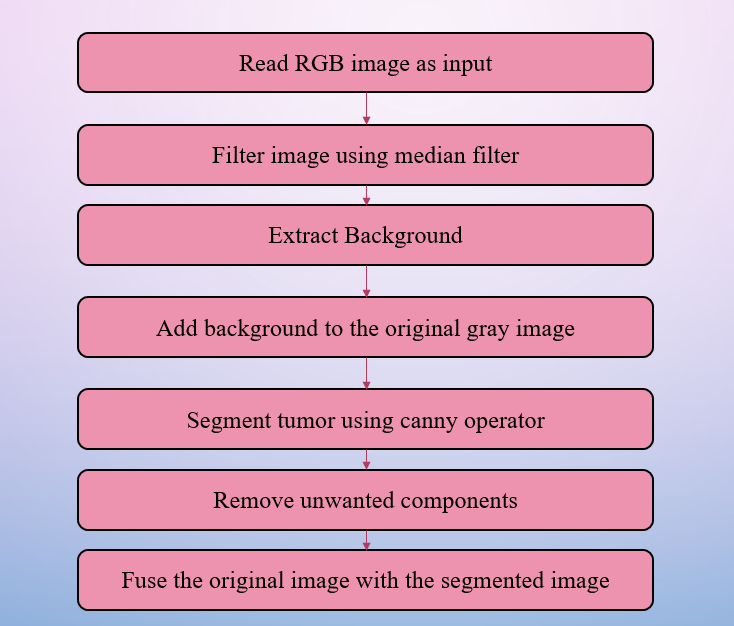 Read RGB image as input
Filter image using median filter
Extract Background
Add background to the original gray image
Segment tumor using canny operator
Remove unwanted components
Fuse the original image with the segmented image